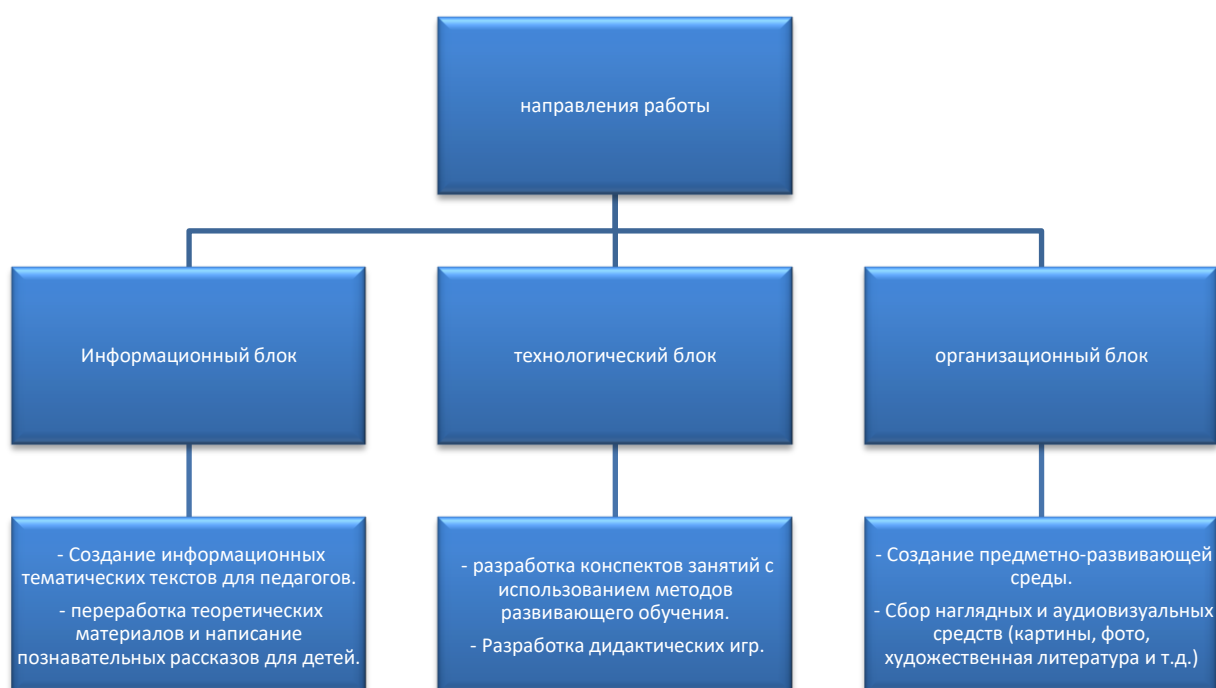 направления работы
Информационный блок
технологический блок
организационный блок
- Создание информационных
тематических текстов для педагогов.
- переработка теоретических
материалов и написание
познавательных рассказов для детей.
- разработка конспектов занятий с
использованием методов
развивающего обучения.
- Разработка дидактических игр.
- Создание предметно-развивающей
среды.
- Сбор наглядных и аудиовизуальных
средств (картины, фото,
художественная литература и т.д.)